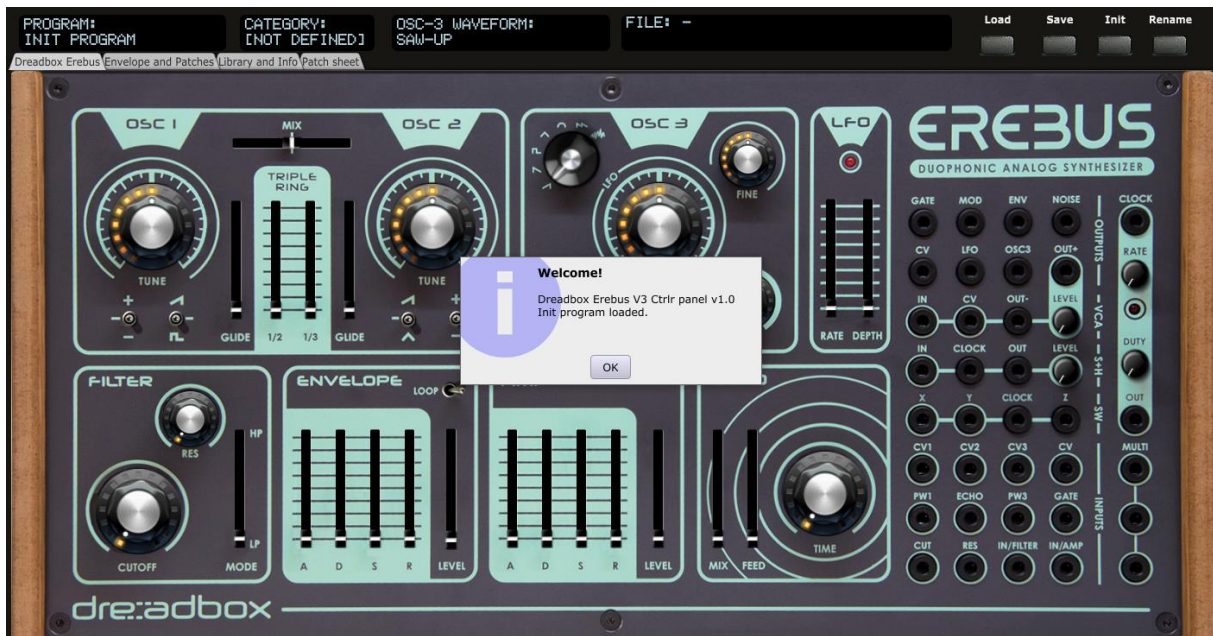 PROGRAM:
INIT PROGRAM
CATEGORY:
[NOT DEFINED]
OSC-3 WAVEFORM:
SAW-UP
FILE: -
Load Save Init Rename
Dreadbox Erebus Envelope and Patches Library and Info Patch sheet
OSC 1
MIX
OSC 2
TRIPLE
RING
TUNE
TUNE
GLIDE 1/2 1/3 GLIDE
OSC 3
LFO
FINE
LFO
RATE DEPTH
EREBUS
DUOPHONIC ANALOG SYNTHESIZER
GATE MOD ENV NOISE CLOCK
OUTPUTS
CV LFO OSC3 OUT+ RATE
IN CV OUT- LEVEL
VCA
IN CLOCK OUT LEVEL DUTY
S+H
X Y CLOCK Z OUT
SW
CV1 CV2 CV3 CV MULTI
PW1 ECHO PW3 GATE
INPUTS
CUT RES IN/FILTER IN/AMP
Welcome!
Dreadbox Erebus V3 Ctrlr panel v1.0
Init program loaded.
OK
FILTER
RES
HP
LP
CUTOFF MODE
ENVELOPE
LOOP
A D S R LEVEL
A D S R LEVEL
MIX FEED
TIME
dreadbox